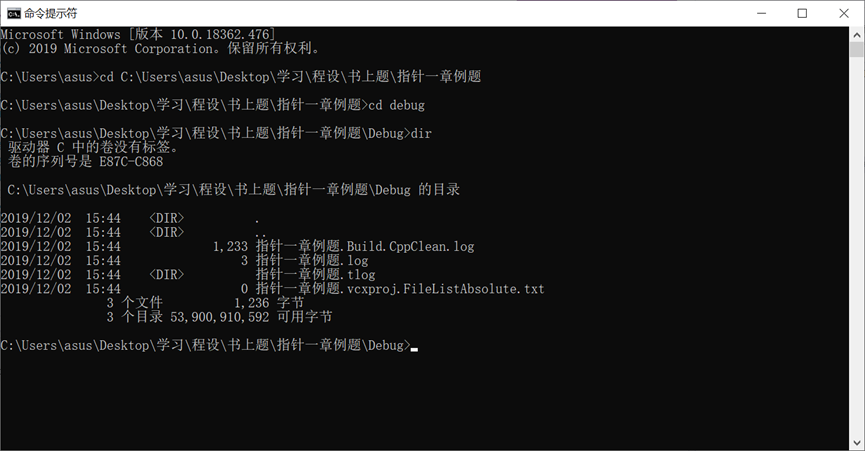 命令提示符
Microsoft Windows [版本 10.0.18362.476]
(c) 2019 Microsoft Corporation。保留所有权利。
C:\Users\asus>cd C:\Users\asus\Desktop\学习\程设\书上题\指针一章例题
C:\Users\asus\Desktop\学习\程设\书上题\指针一章例题>cd debug
C:\Users\asus\Desktop\学习\程设\书上题\指针一章例题\Debug>dir
 驱动器 C 中的卷没有标签。
 卷的序列号是 E87C-C868
 C:\Users\asus\Desktop\学习\程设\书上题\指针一章例题\Debug 的目录
2019/12/02  15:44    <DIR>          .
2019/12/02  15:44    <DIR>          ..
2019/12/02  15:44             1,233 指针一章例题.Build.CppClean.log
2019/12/02  15:44                 3 指针一章例题.log
2019/12/02  15:44    <DIR>          指针一章例题.tlog
2019/12/02  15:44                 0 指针一章例题.vcxproj.FileListAbsolute.txt
               3 个文件          1,236 字节
               3 个目录 53,900,910,592 可用字节
C:\Users\asus\Desktop\学习\程设\书上题\指针一章例题\Debug>